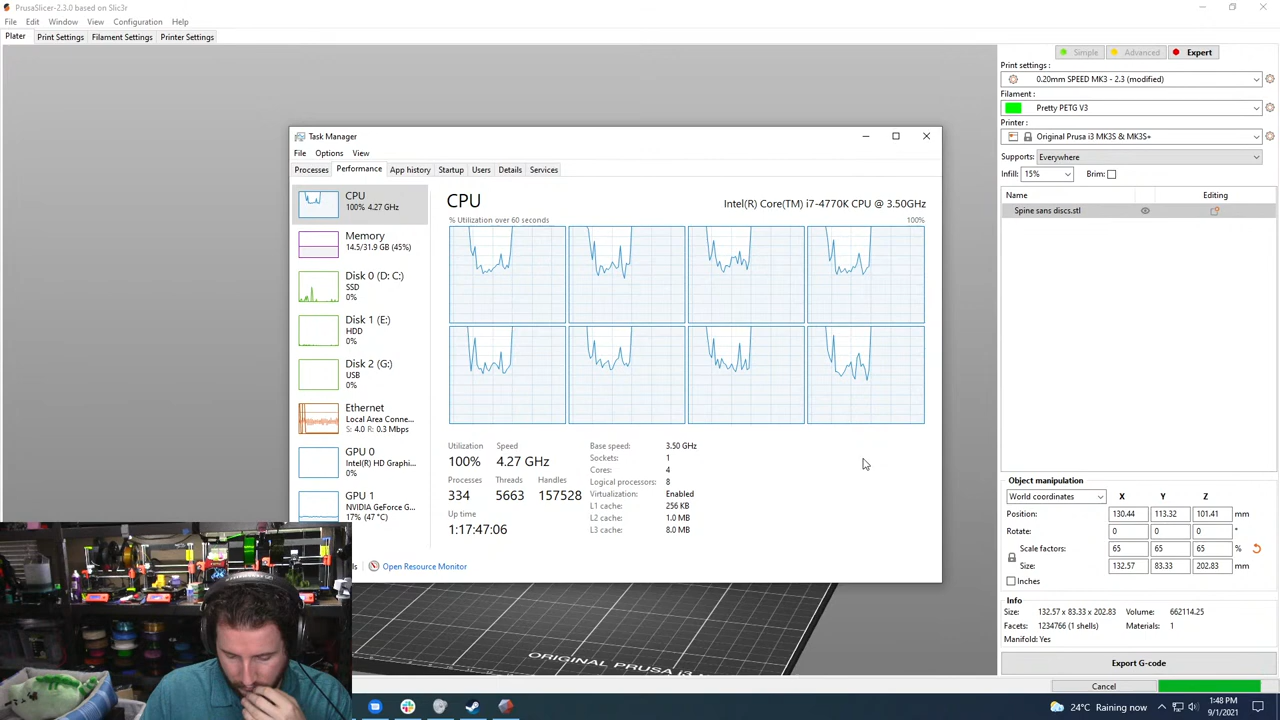 PrusaSlicer-2.3.0 based on Slic3r
File Edit Window View Configuration Help
Plater Print Settings Filament Settings Printer Settings
Simple Advanced Expert
Print settings :
0.20mm SPEED MK3 - 2.3 (modified)
Filament :
Pretty PETG V3
Printer :
Original Prusa i3 MK3S & MK3S+
Supports: Everywhere
Infill: 15% Brim:
Name Editing
Spine sans discs.stl
Task Manager
File Options View
Processes Performance App history Startup Users Details Services
CPU
100% 4.27 GHz
Memory
14.5/31.9 GB (45%)
Disk 0 (D: C:)
SSD
0%
Disk 1 (E:)
HDD
0%
Disk 2 (G:)
USB
0%
Ethernet
Local Area Conne...
S: 4.0 R: 0.3 Mbps
GPU 0
Intel(R) HD Graphi...
0%
GPU 1
NVIDIA GeForce G...
17% (47 °C)
CPU Intel(R) Core(TM) i7-4770K CPU @ 3.50GHz
% Utilization over 60 seconds 100%
Utilization Speed
100% 4.27 GHz
Processes Threads Handles
334 5663 157528
Up time
1:17:47:06
Base speed: 3.50 GHz
Sockets: 1
Cores: 4
Logical processors: 8
Virtualization: Enabled
L1 cache: 256 KB
L2 cache: 1.0 MB
L3 cache: 8.0 MB
ls Open Resource Monitor
ORIGINAL PRUSA i3
Object manipulation
World coordinates X Y Z
Position: 130.44 113.32 101.41 mm
Rotate: 0 0 0 °
Scale factors: 65 65 65 %
Size: 132.57 83.33 202.83 mm
Inches
Info
Size: 132.57 x 83.33 x 202.83 Volume: 662114.25
Facets: 1234766 (1 shells) Materials: 1
Manifold: Yes
Export G-code
Cancel
24°C Raining now
1:48 PM
9/1/2021